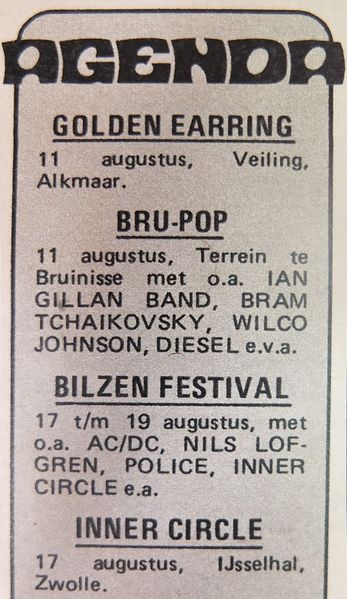 AGENDA
GOLDEN EARRING
11 augustus, Veiling,
Alkmaar.
BRU-POP
11 augustus, Terrein te
Bruinisse met o.a. IAN
GILLAN BAND, BRAM
TCHAIKOVSKY, WILCO
JOHNSON, DIESEL e.v.a.
BILZEN FESTIVAL
17 t/m 19 augustus, met
o.a. AC/DC, NILS LOF-
GREN, POLICE, INNER
CIRCLE e.a.
INNER CIRCLE
17 augustus, IJsselhal,
Zwolle.